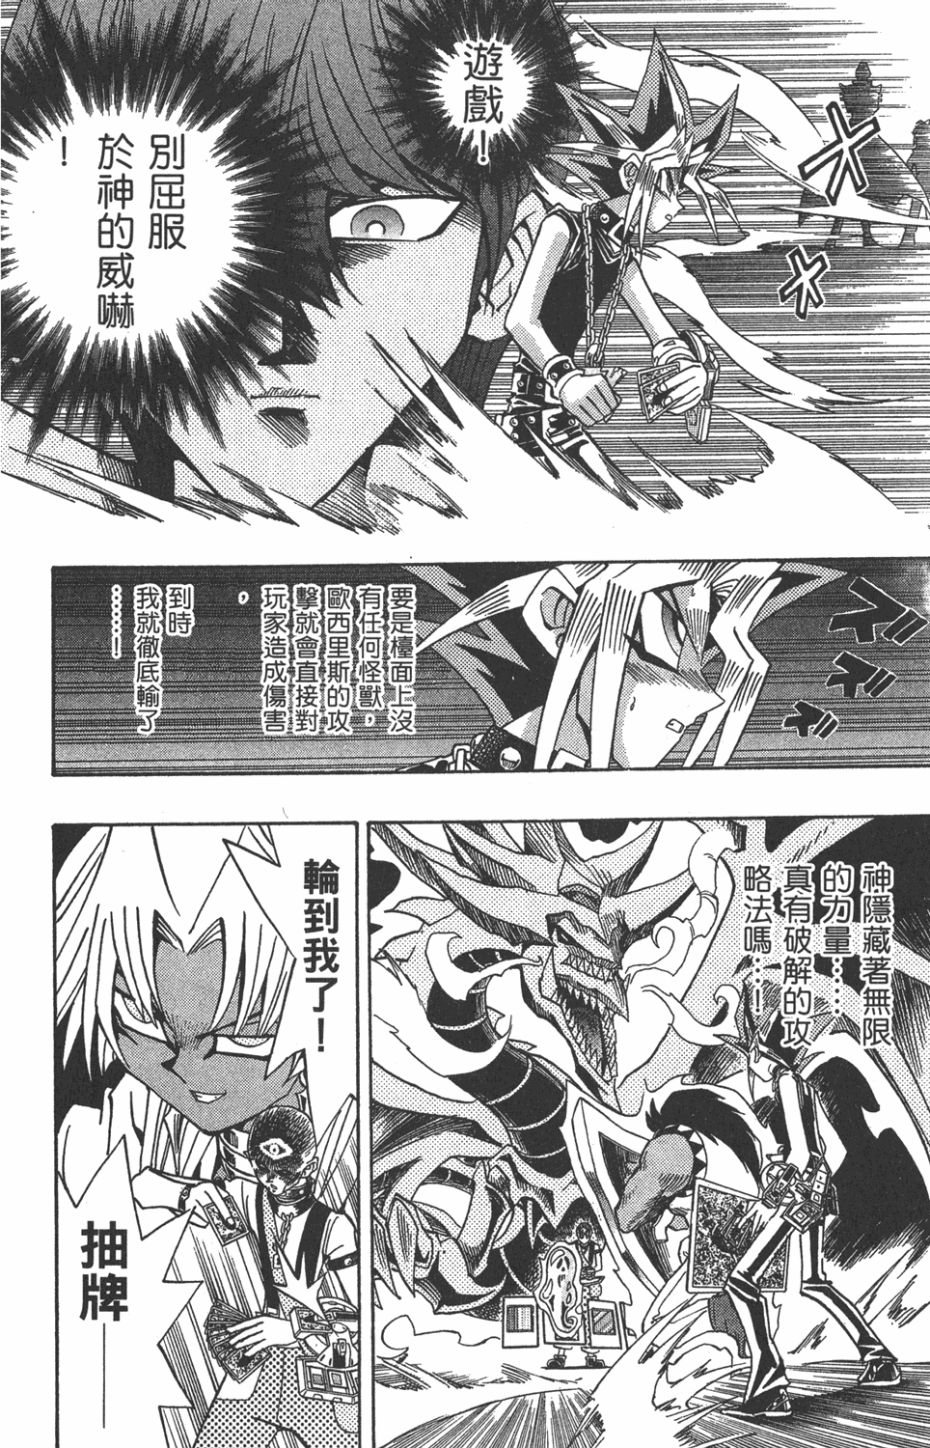 遊戲！
別屈服
於神的威嚇
！
要是檯面上沒
有任何怪獸，
歐西里斯的攻
擊就會直接對
玩家造成傷害
，
到時
我就徹底輸了
……！
神隱藏著無限
的力量……
真有破解的攻
略法嗎…！
輪到我了！
抽牌——